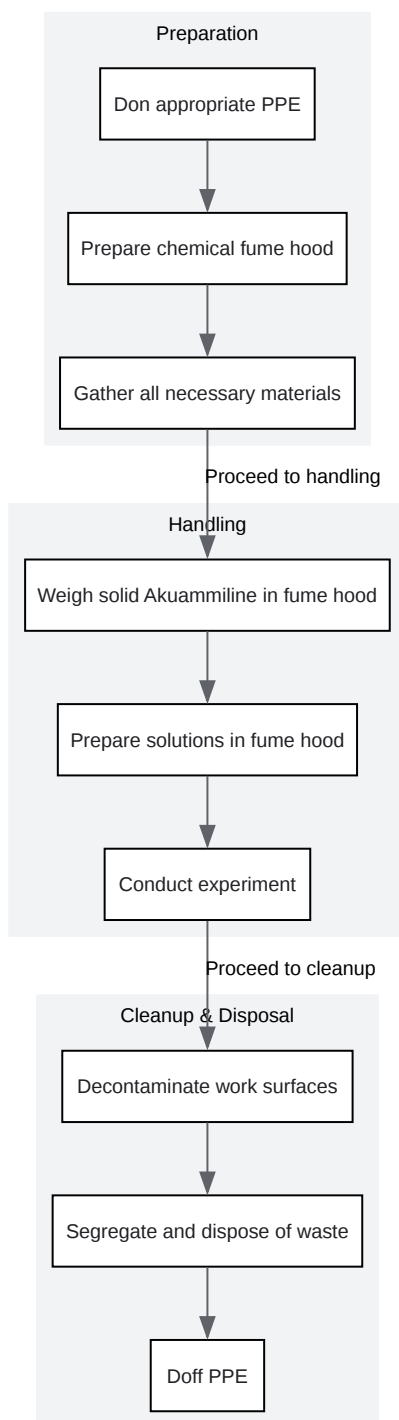 Preparation
Don appropriate PPE
Prepare chemical fume hood
Gather all necessary materials
Proceed to handling
Handling
Weigh solid Akuammiline in fume hood
Prepare solutions in fume hood
Conduct experiment
Proceed to cleanup
Cleanup & Disposal
Decontaminate work surfaces
Segregate and dispose of waste
Doff PPE